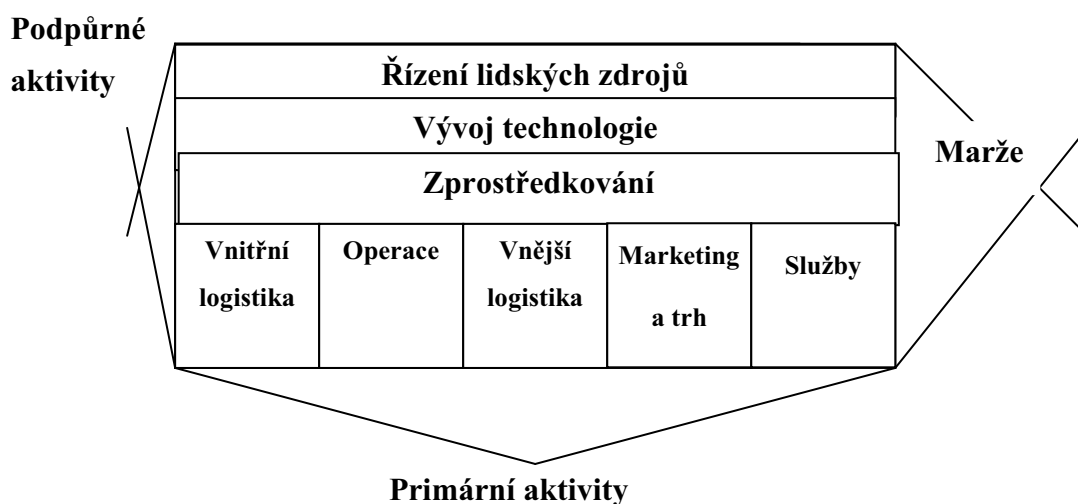 Podpůrné
aktivity
Řízení lidských zdrojů
Vývoj technologie
Zprostředkování
Marže
Vnitřní
logistika
Operace
Vnější
logistika
Marketing
a trh
Služby
Primární aktivity